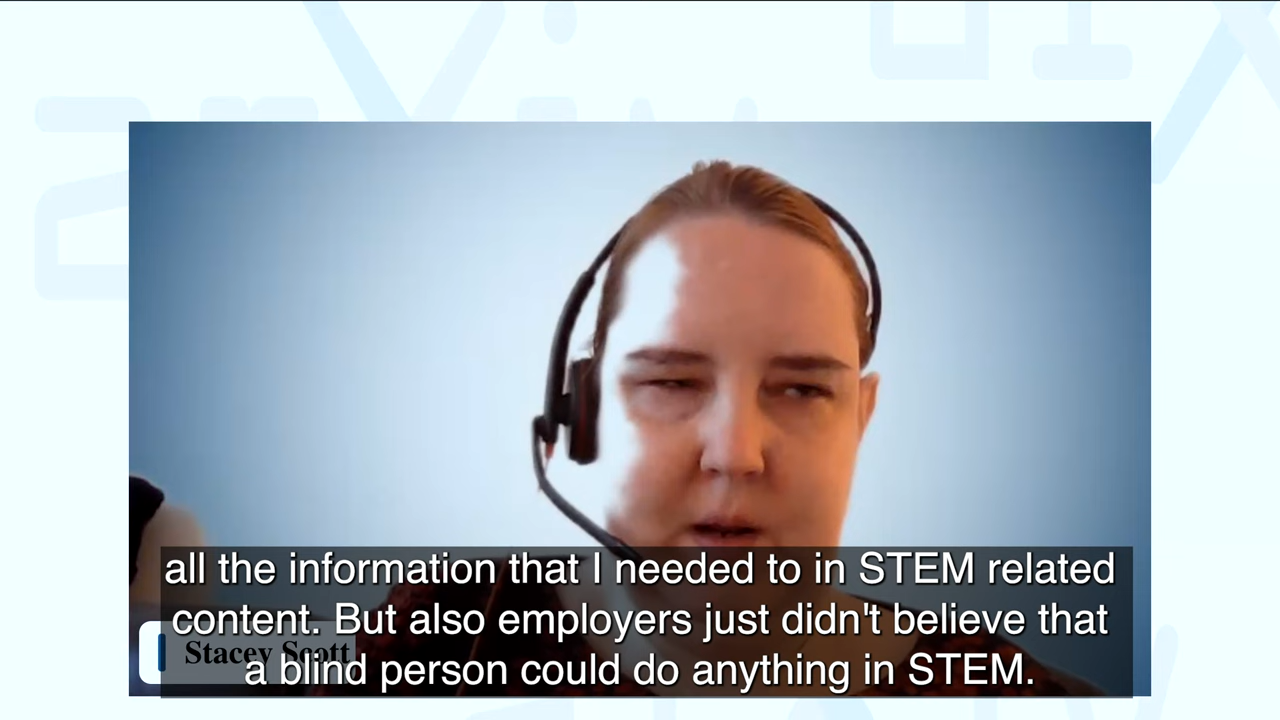 all the information that I needed to in STEM related
content. But also employers just didn't believe that
a blind person could do anything in STEM.
Stacey Scott